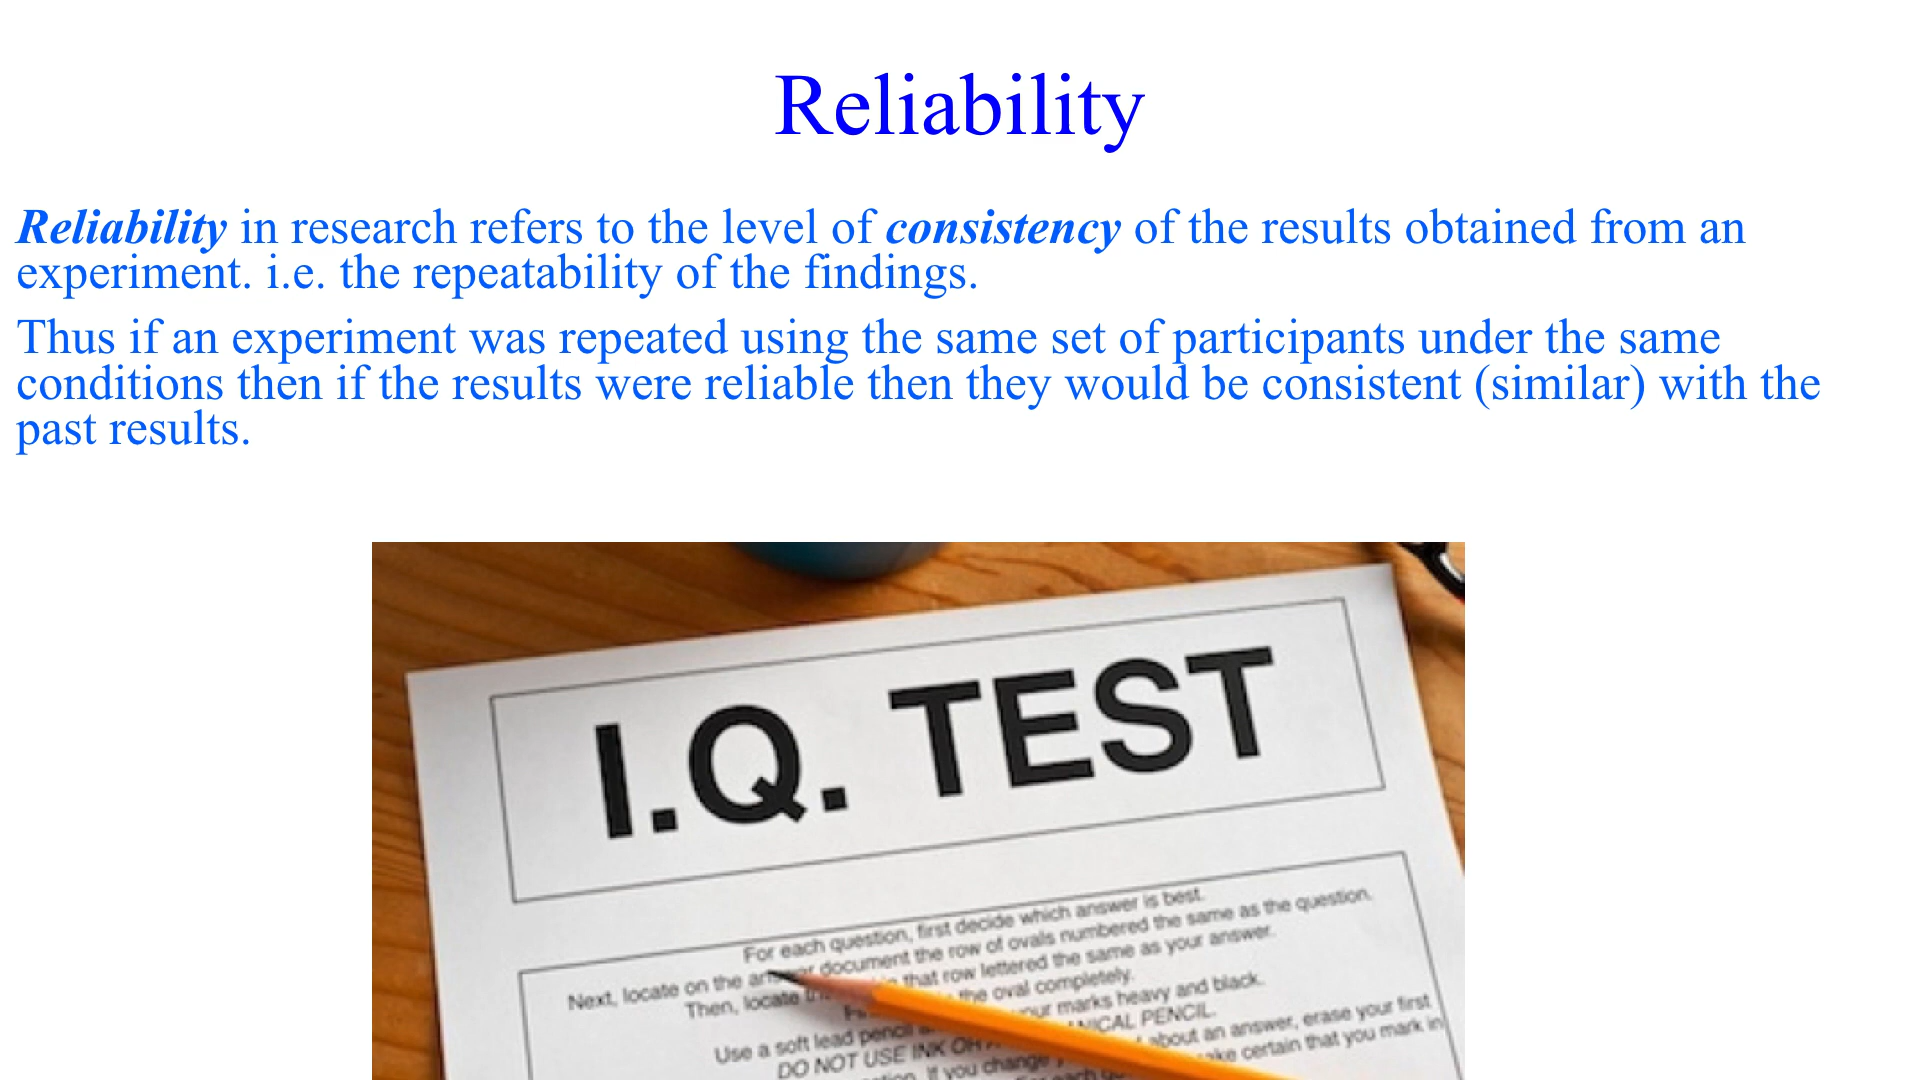 Reliability
Reliability in research refers to the level of consistency of the results obtained from an
experiment. i.e. the repeatability of the findings.
Thus if an experiment was repeated using the same set of participants under the same
conditions then if the results were reliable then they would be consistent (similar) with the
past results.
I.Q. TEST
For each question, first decide which answer is best.
Next, locate on the answer document the row of ovals numbered the same as the question.
Then, locate that row lettered the same as your answer.
the oval completely.
Use a soft lead pencil marks heavy and black.
DO NOT USE INK OR PENCIL.
about an answer, erase your first
If you change certain that you mark in